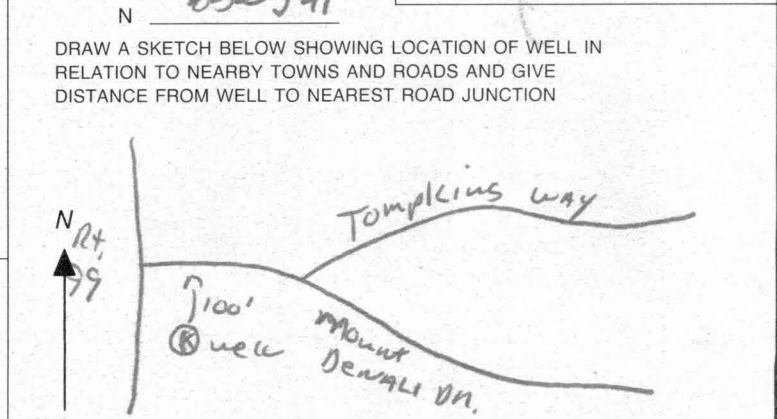 N
DRAW A SKETCH BELOW SHOWING LOCATION OF WELL IN
RELATION TO NEARBY TOWNS AND ROADS AND GIVE
DISTANCE FROM WELL TO NEAREST ROAD JUNCTION
Tompkins WAY
N
Rt.
99
100'
well
Mount
DENALI DR.